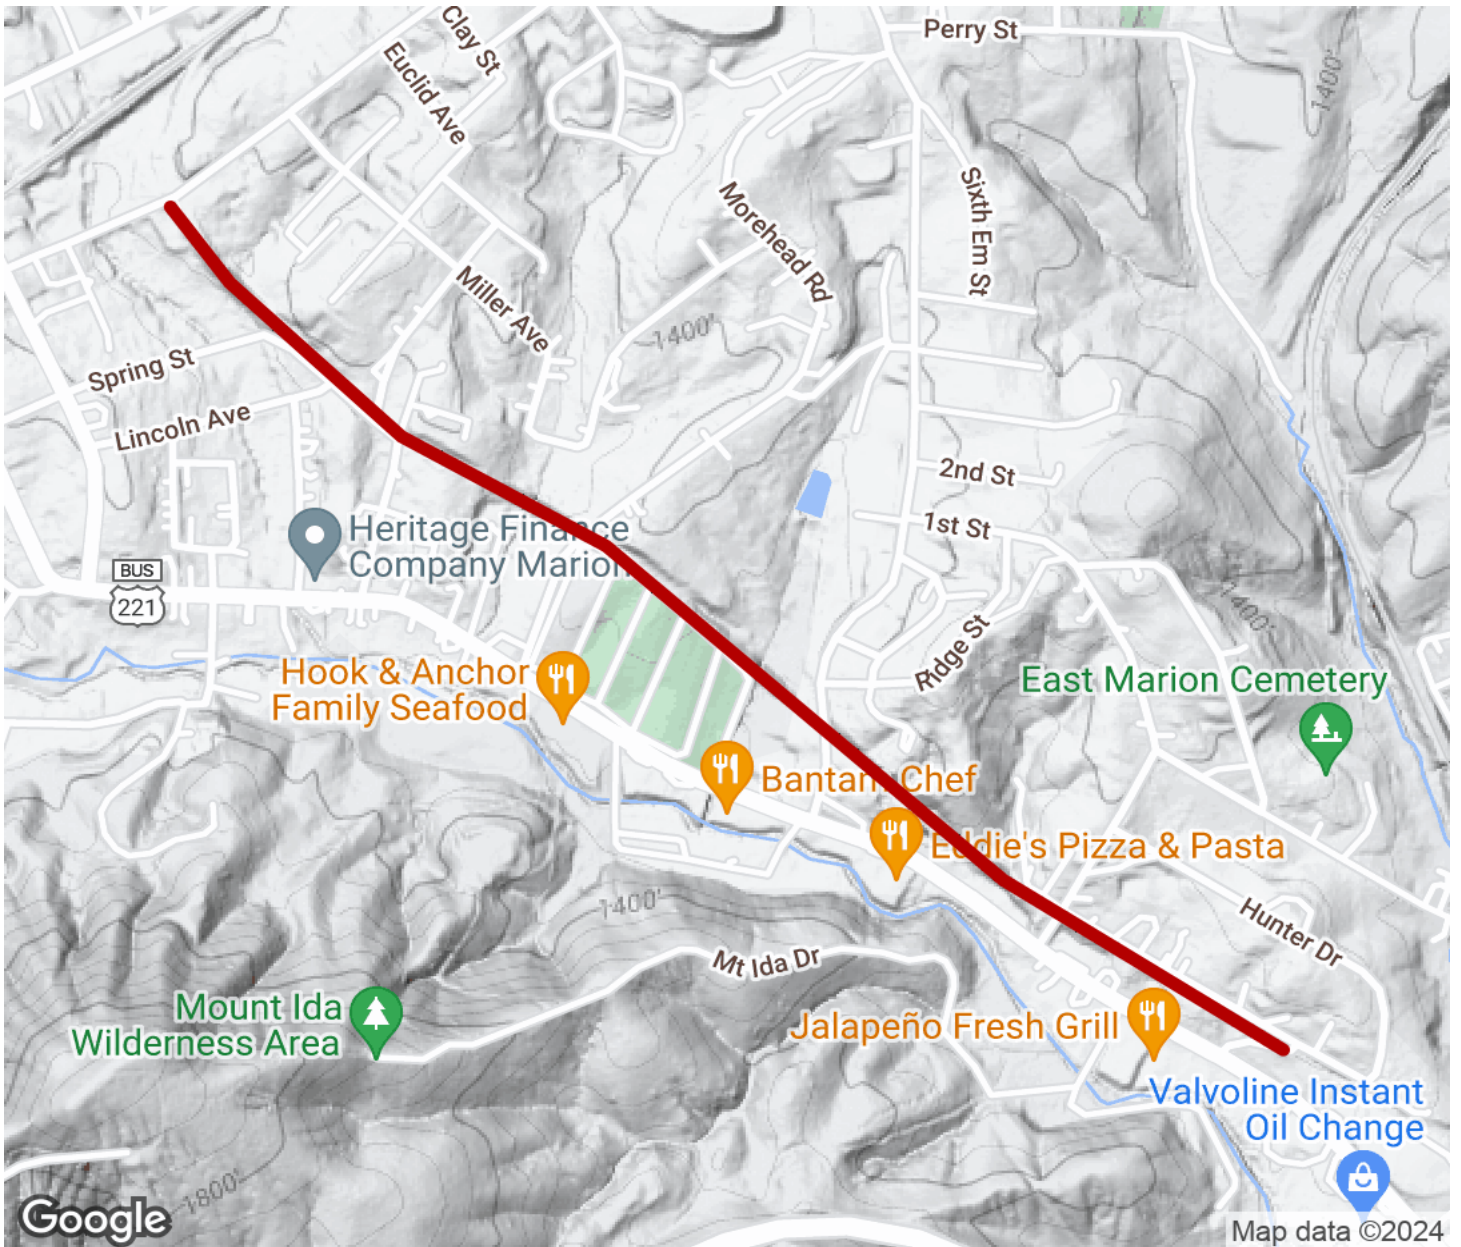 Clay St
Perry St
Euclid Ave
1400'
Sixth Em St
Morehead Rd
Miller Ave
1400'
Spring St
Lincoln Ave
2nd St
1st St
Heritage Finance
Company Marion
BUS
221
1400'
Ridge St
Hook & Anchor
Family Seafood
East Marion Cemetery
Bantam Chef
Eddie's Pizza & Pasta
1400'
Hunter Dr
Mt Ida Dr
Mount Ida
Wilderness Area
Jalapeño Fresh Grill
Valvoline Instant
Oil Change
1800'
Google
Map data ©2024